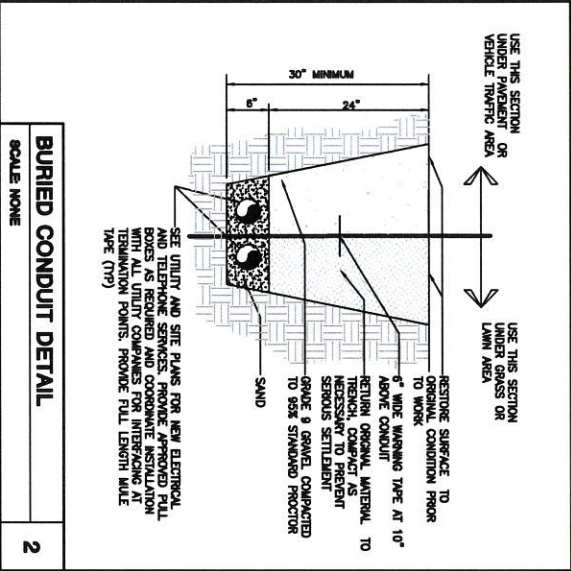 USE THIS SECTION
UNDER PAVEMENT OR
VEHICLE TRAFFIC AREA
USE THIS SECTION
UNDER GRASS OR
LAWN AREA
30" MINIMUM
6"
24"
RESTORE SURFACE TO
ORIGINAL CONDITION PRIOR
TO WORK
6" WIDE WARNING TAPE AT 10"
ABOVE CONDUIT
RETURN ORIGINAL MATERIAL TO
TRENCH. COMPACT AS
NECESSARY TO PREVENT
SERIOUS SETTLEMENT
GRADE 9 GRAVEL COMPACTED
TO 95% STANDARD PROCTOR
SAND
SEE UTILITY AND SITE PLANS FOR NEW ELECTRICAL
AND TELEPHONE SERVICES. PROVIDE APPROVED PULL
BOXES AS REQUIRED AND COORDINATE INSTALLATION
WITH ALL UTILITY COMPANIES FOR INTERFACING AT
TERMINATION POINTS. PROVIDE FULL LENGTH MULE
TAPE (TYP)
BURIED CONDUIT DETAIL
SCALE: NONE
2